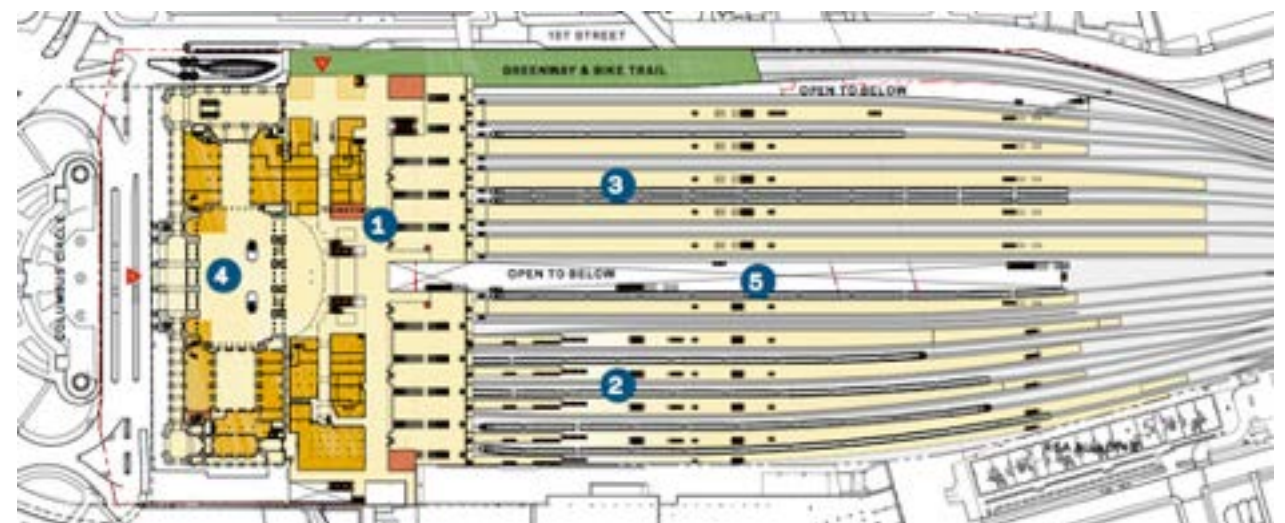 1ST STREET
GREENWAY & BIKE TRAIL
OPEN TO BELOW
3
1
COLUMBUS CIRCLE
4
OPEN TO BELOW
5
2